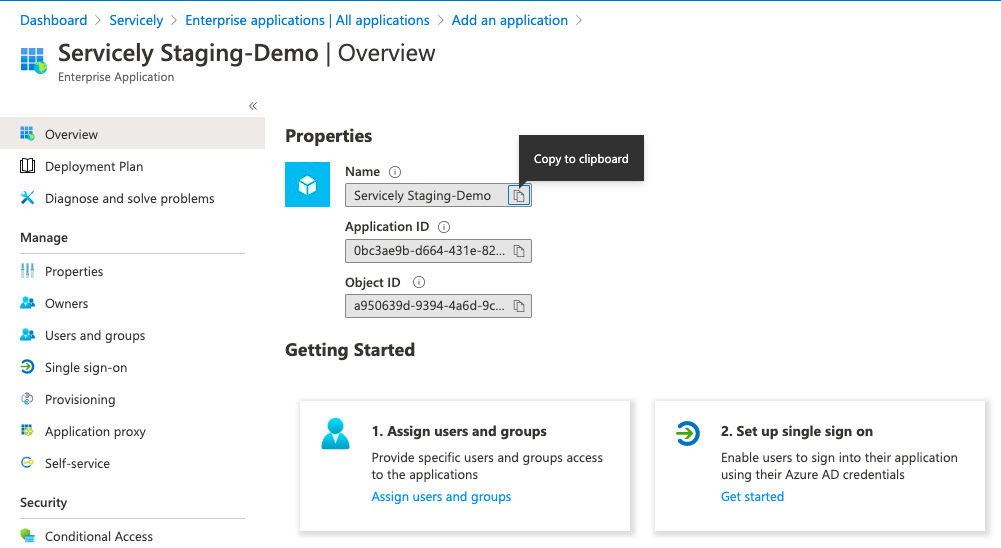 Dashboard > Servicely > Enterprise applications | All applications > Add an application >
Servicely Staging-Demo | Overview
Enterprise Application
«
Overview
Deployment Plan
Diagnose and solve problems
Manage
Properties
Owners
Users and groups
Single sign-on
Provisioning
Application proxy
Self-service
Security
Conditional Access
Properties
Copy to clipboard
Name
Servicely Staging-Demo
Application ID
0bc3ae9b-d664-431e-82...
Object ID
a950639d-9394-4a6d-9c...
Getting Started
1. Assign users and groups
Provide specific users and groups access
to the applications
Assign users and groups
2. Set up single sign on
Enable users to sign into their application
using their Azure AD credentials
Get started